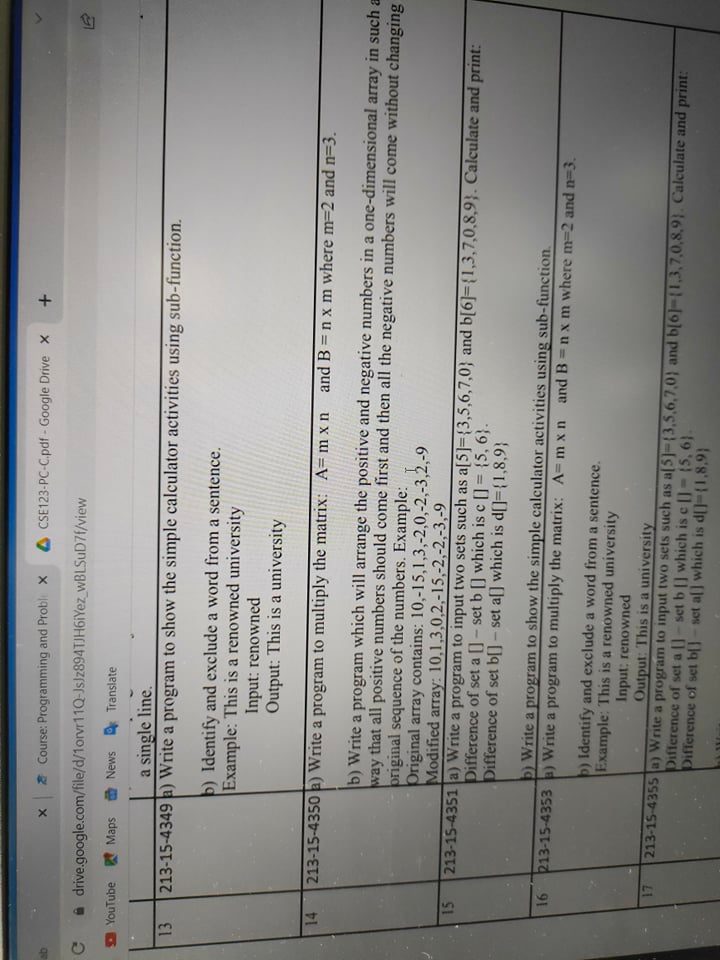 ab × Course: Programming and Probl × CSE123-PC-C.pdf - Google Drive × +
drive.google.com/file/d/1orvr11Q-JsJz894TJH6iYez_wBLSuD7f/view
YouTube Maps News Translate
a single line.
13 213-15-4349 a) Write a program to show the simple calculator activities using sub-function.
b) Identify and exclude a word from a sentence.
Example: This is a renowned university
Input: renowned
Output: This is a university
14 213-15-4350 a) Write a program to multiply the matrix: A= m x n and B = n x m where m=2 and n=3.
b) Write a program which will arrange the positive and negative numbers in a one-dimensional array in such a
way that all positive numbers should come first and then all the negative numbers will come without changing
original sequence of the numbers. Example:
Original array contains: 10,-15,1,3,-2,0,-2,-3,2,-9
Modified array: 10,1,3,0,2,-15,-2,-2,-3,-9
15 213-15-4351 a) Write a program to input two sets such as a[5]={3,5,6,7,0} and b[6]={1,3,7,0,8,9}. Calculate and print:
Difference of set a [] – set b [] which is c [] = {5, 6}.
Difference of set b[] – set a[] which is d[]={1,8,9}
b) Write a program to show the simple calculator activities using sub-function.
16 213-15-4353 a) Write a program to multiply the matrix: A= m x n and B = n x m where m=2 and n=3.
b) Identify and exclude a word from a sentence.
Example: This is a renowned university
Input: renowned
Output: This is a university
17 213-15-4355 a) Write a program to input two sets such as a[5]={3,5,6,7,0} and b[6]={1,3,7,0,8,9}. Calculate and print:
Difference of set a [] – set b [] which is c [] = {5, 6}.
Difference of set b[] – set a[] which is d[]={1,8,9}